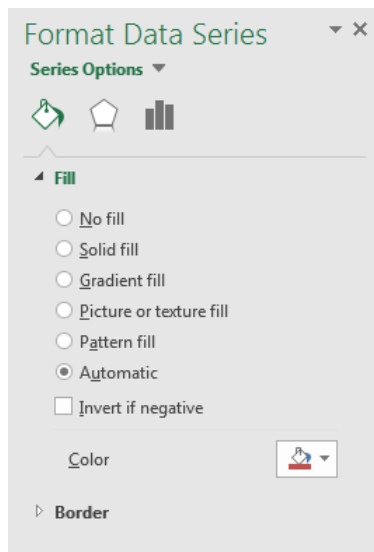 Format Data Series
Series Options
Fill
No fill
Solid fill
Gradient fill
Picture or texture fill
Pattern fill
Automatic
Invert if negative
Color
Border